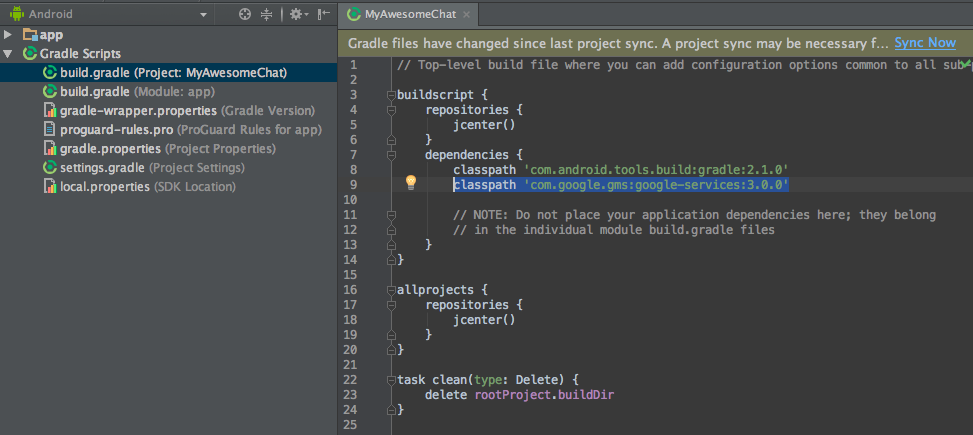 Android
app
Gradle Scripts
build.gradle (Project: MyAwesomeChat)
build.gradle (Module: app)
gradle-wrapper.properties (Gradle Version)
proguard-rules.pro (ProGuard Rules for app)
gradle.properties (Project Properties)
settings.gradle (Project Settings)
local.properties (SDK Location)
MyAwesomeChat
Gradle files have changed since last project sync. A project sync may be necessary f... Sync Now
1 // Top-level build file where you can add configuration options common to all sub-p
2
3 buildscript {
4 repositories {
5 jcenter()
6 }
7 dependencies {
8 classpath 'com.android.tools.build:gradle:2.1.0'
9 classpath 'com.google.gms:google-services:3.0.0'
10
11 // NOTE: Do not place your application dependencies here; they belong
12 // in the individual module build.gradle files
13 }
14 }
15
16 allprojects {
17 repositories {
18 jcenter()
19 }
20 }
21
22 task clean(type: Delete) {
23 delete rootProject.buildDir
24 }
25